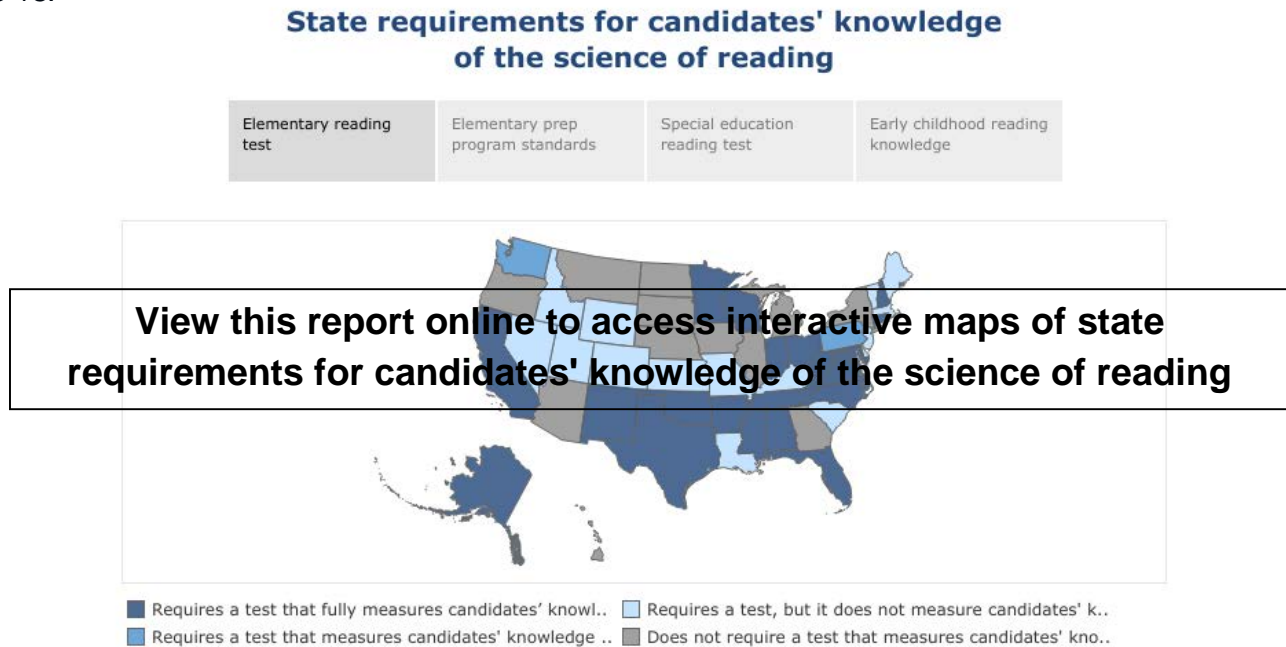 State requirements for candidates' knowledge
of the science of reading
Elementary reading
test
Elementary prep
program standards
Special education
reading test
Early childhood reading
knowledge
View this report online to access interactive maps of state
requirements for candidates' knowledge of the science of reading
Requires a test that fully measures candidates' knowl..
Requires a test, but it does not measure candidates' k..
Requires a test that measures candidates' knowledge ..
Does not require a test that measures candidates' kno..